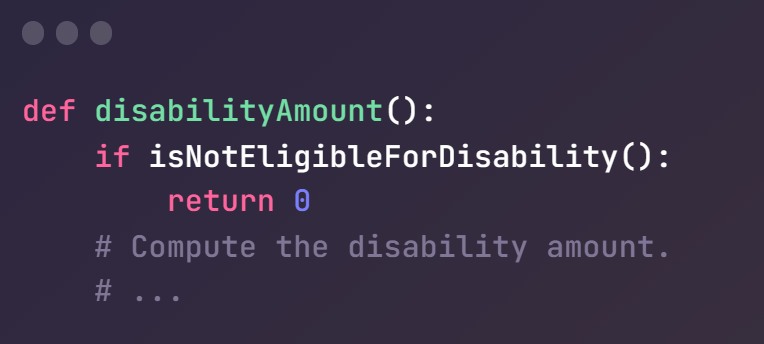 def disabilityAmount():
    if isNotEligibleForDisability():
        return 0
    # Compute the disability amount.
    # ...